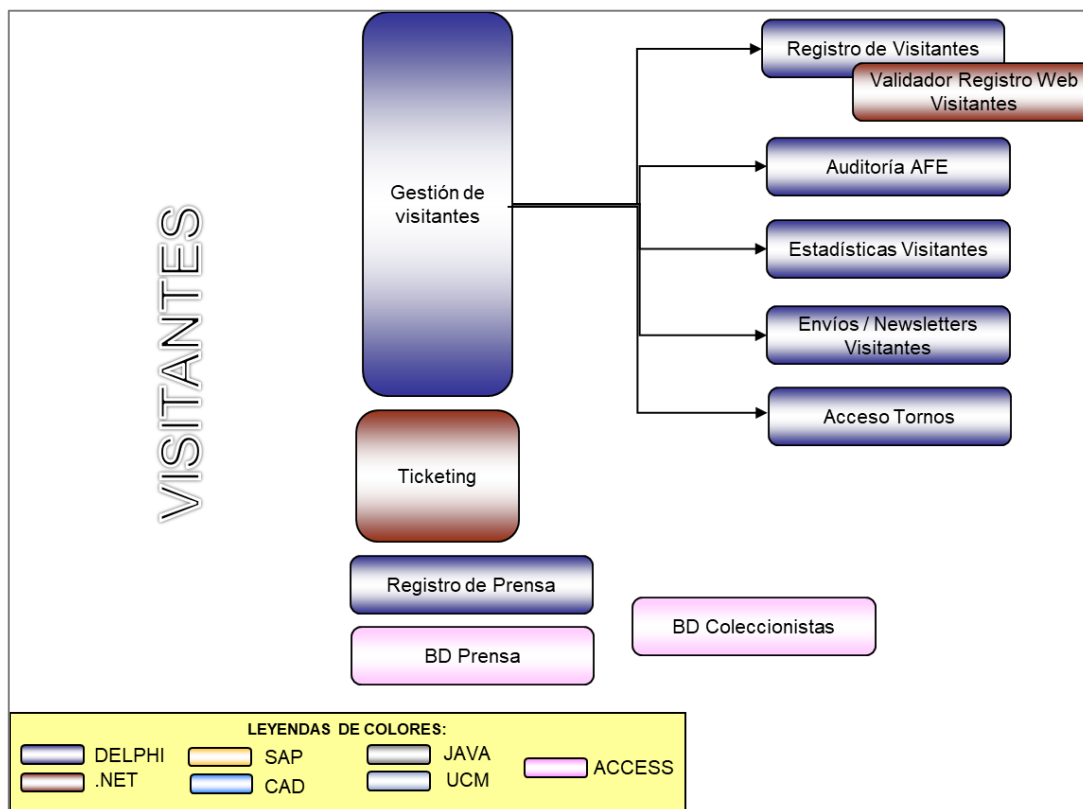 VISITANTES
Gestión de
visitantes
Registro de Visitantes
Validador Registro Web
Visitantes
Auditoría AFE
Estadísticas Visitantes
Envíos / Newsletters
Visitantes
Acceso Tornos
Ticketing
Registro de Prensa
BD Prensa
BD Coleccionistas
LEYENDAS DE COLORES:
DELPHI
SAP
JAVA
ACCESS
.NET
CAD
UCM